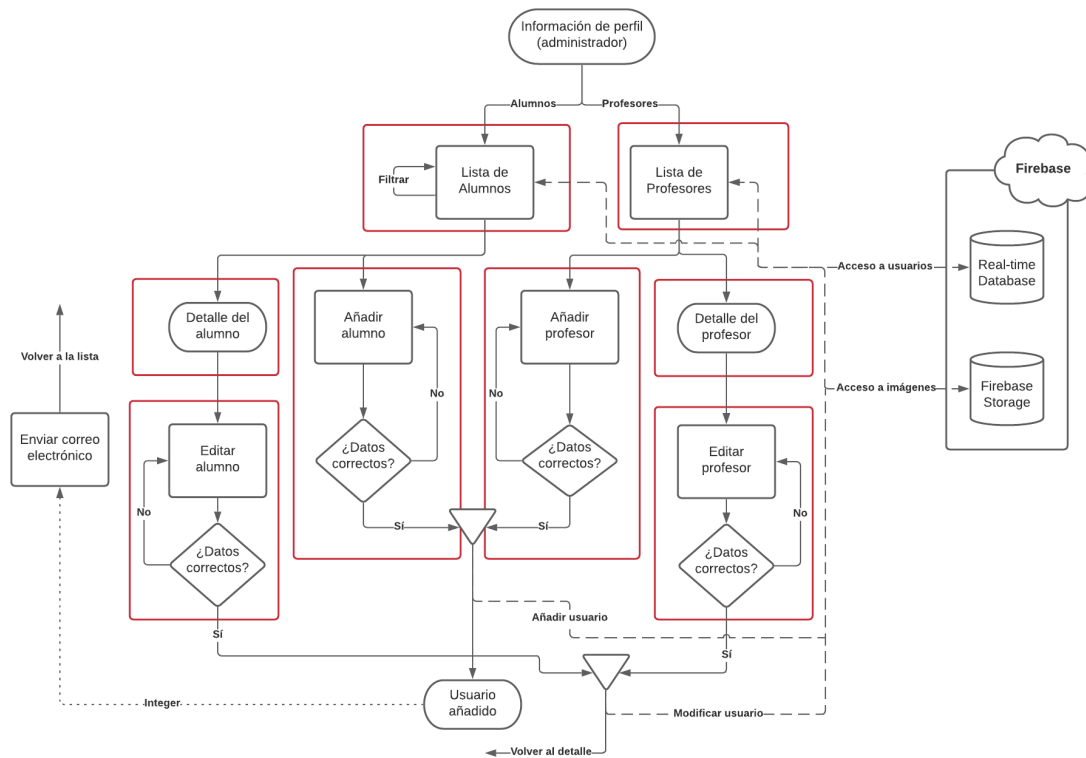 Información de perfil
(administrador)
Alumnos
Profesores
Lista de
Alumnos
Filtrar
Lista de
Profesores
Firebase
Acceso a usuarios
Real-time
Database
Detalle del
alumno
Añadir
alumno
Añadir
profesor
Detalle del
profesor
Volver a la lista
No
No
Acceso a imágenes
Firebase
Storage
Enviar correo
electrónico
Editar
alumno
¿Datos
correctos?
¿Datos
correctos?
Editar
profesor
No
No
Sí
Sí
¿Datos
correctos?
¿Datos
correctos?
Añadir usuario
Sí
Sí
Usuario
añadido
Integer
Modificar usuario
Volver al detalle